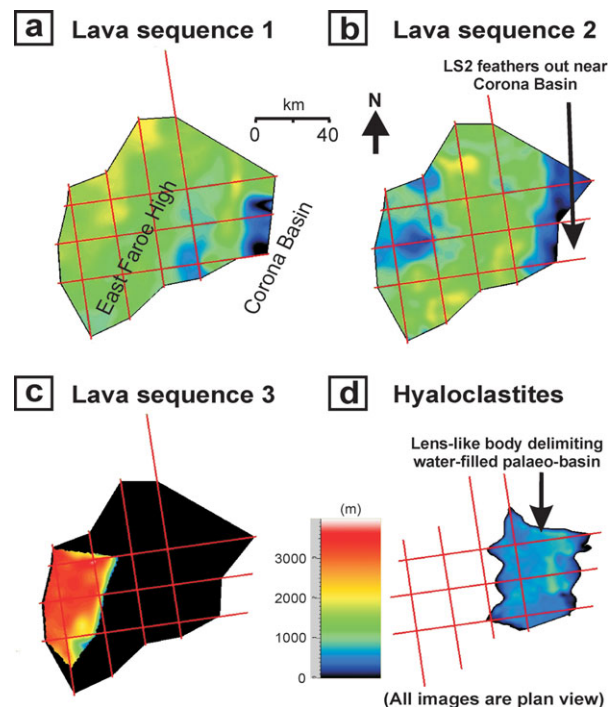 a Lava sequence 1
b Lava sequence 2
LS2 feathers out near
Corona Basin
km
0 40
N
East Faroe High
Corona Basin
c Lava sequence 3
d Hyaloclastites
Lens-like body delimiting
water-filled palaeo-basin
(m)
3000
2000
1000
0
(All images are plan view)